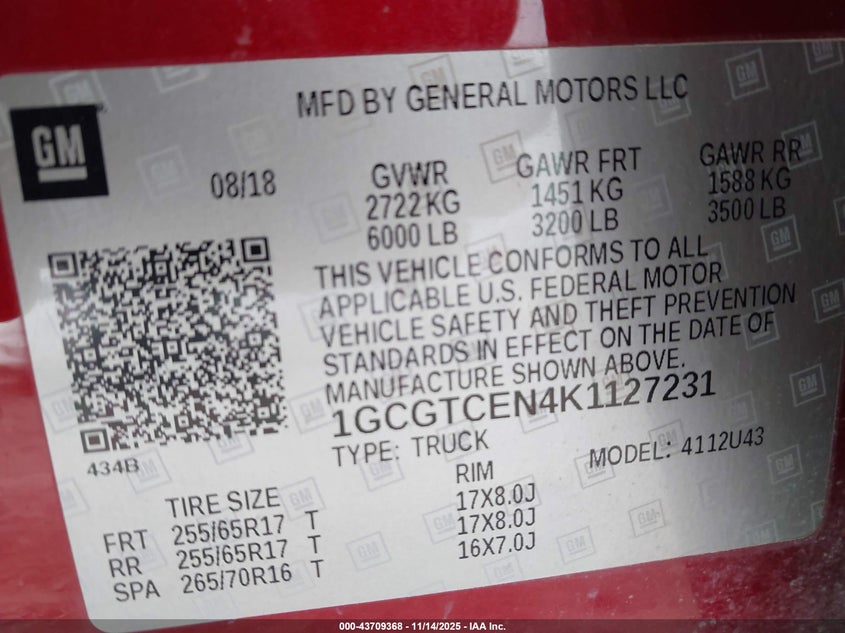 MFD BY GENERAL MOTORS LLC
GM
08/18
GVWR
2722 KG
6000 LB
GAWR FRT
1451 KG
3200 LB
GAWR RR
1588 KG
3500 LB
THIS VEHICLE CONFORMS TO ALL
APPLICABLE U.S. FEDERAL MOTOR
VEHICLE SAFETY AND THEFT PREVENTION
STANDARDS IN EFFECT ON THE DATE OF
MANUFACTURE SHOWN ABOVE.
1GCGTCEN4K1127231
TYPE: TRUCK
MODEL: 4112U43
434B
TIRE SIZE RIM
FRT 255/65R17 T 17X8.0J
RR 255/65R17 T 17X8.0J
SPA 265/70R16 T 16X7.0J
000-43709368 - 11/14/2025 - IAA Inc.